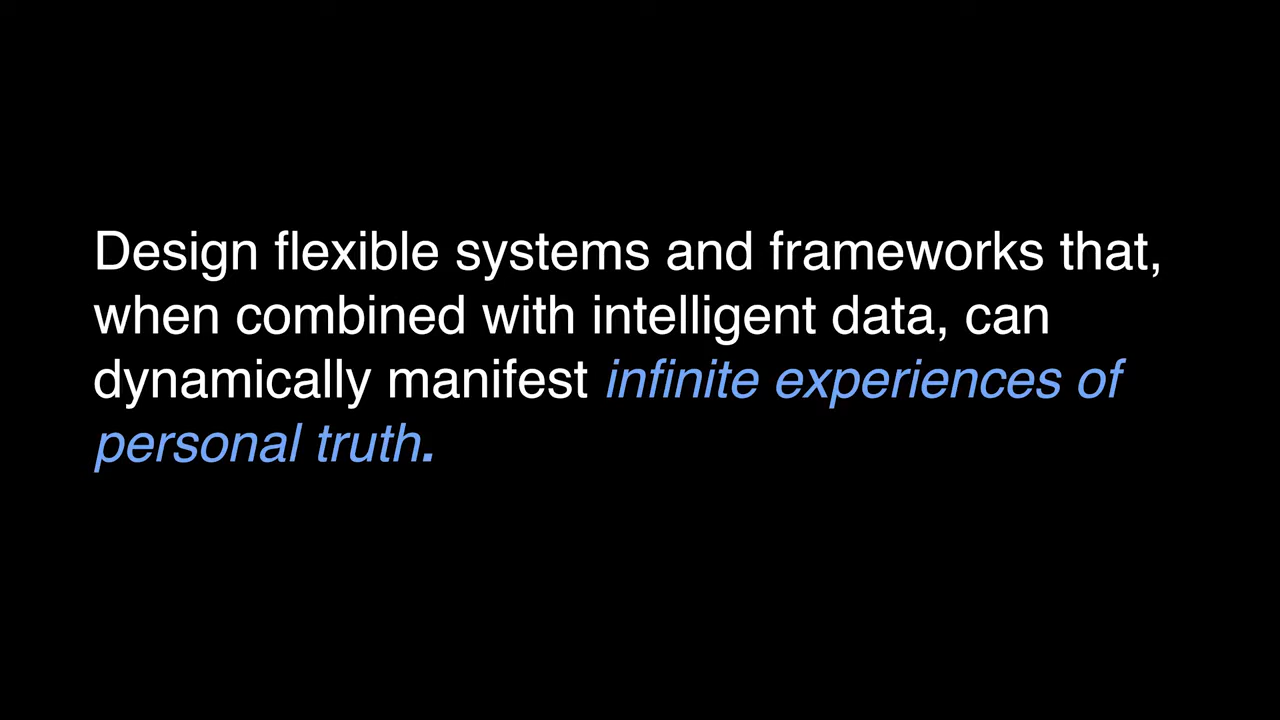 Design flexible systems and frameworks that,
when combined with intelligent data, can
dynamically manifest infinite experiences of
personal truth.